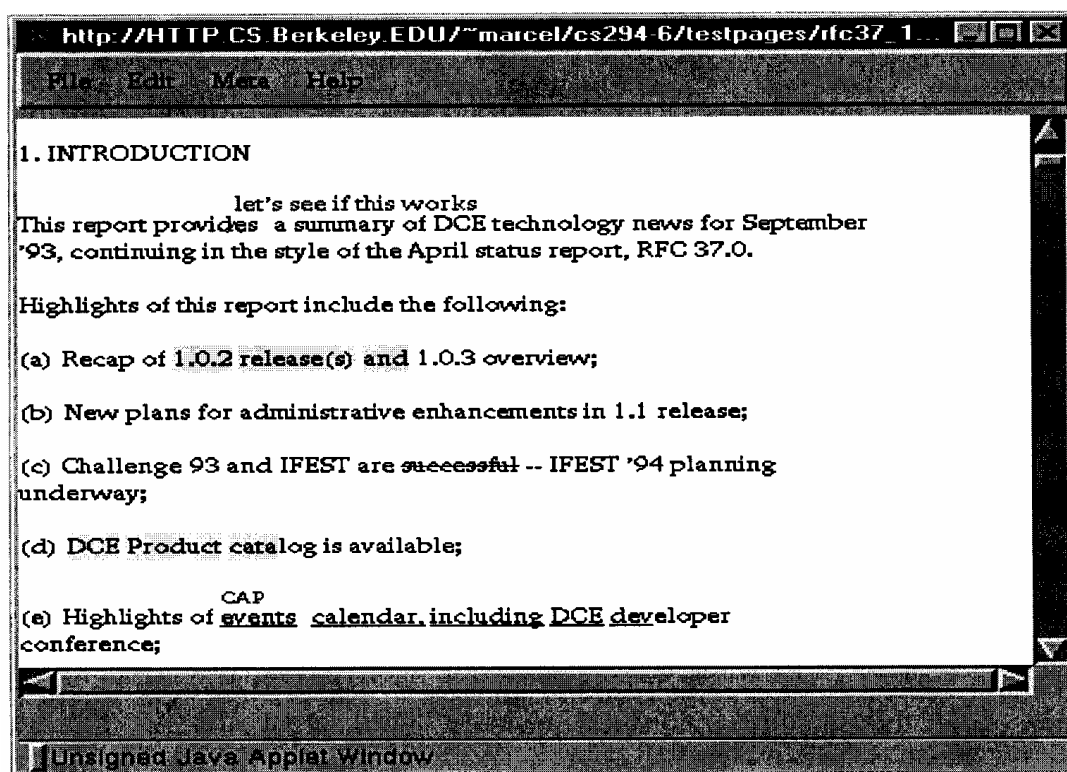 http://HTTP.CS.Berkeley.EDU/~marcel/cs294-6/testpages/rfc37_1...
File Edit Meta Help
1. INTRODUCTION
let's see if this works
This report provides a summary of DCE technology news for September
'93, continuing in the style of the April status report, RFC 37.0.
Highlights of this report include the following:
(a) Recap of 1.0.2 release(s) and 1.0.3 overview;
(b) New plans for administrative enhancements in 1.1 release;
(c) Challenge 93 and IFEST are successful -- IFEST '94 planning
underway;
(d) DCE Product catalog is available;
CAP
(e) Highlights of events calendar, including DCE developer
conference;
Unsigned Java Applet Window